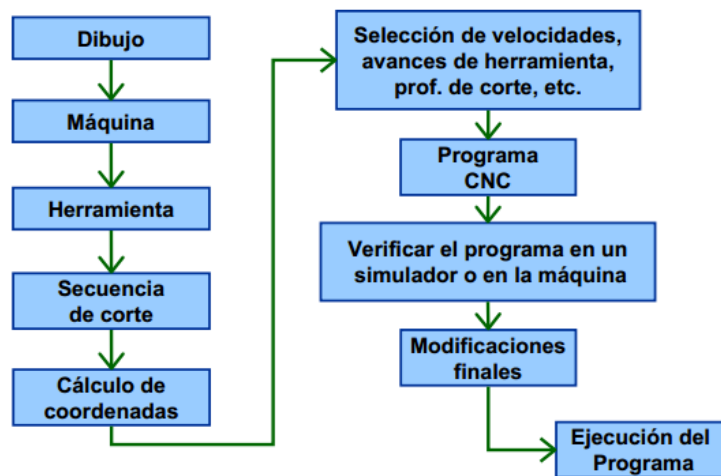 Dibujo
Máquina
Herramienta
Secuencia
de corte
Cálculo de
coordenadas
Selección de velocidades,
avances de herramienta,
prof. de corte, etc.
Programa
CNC
Verificar el programa en un
simulador o en la máquina
Modificaciones
finales
Ejecución del
Programa